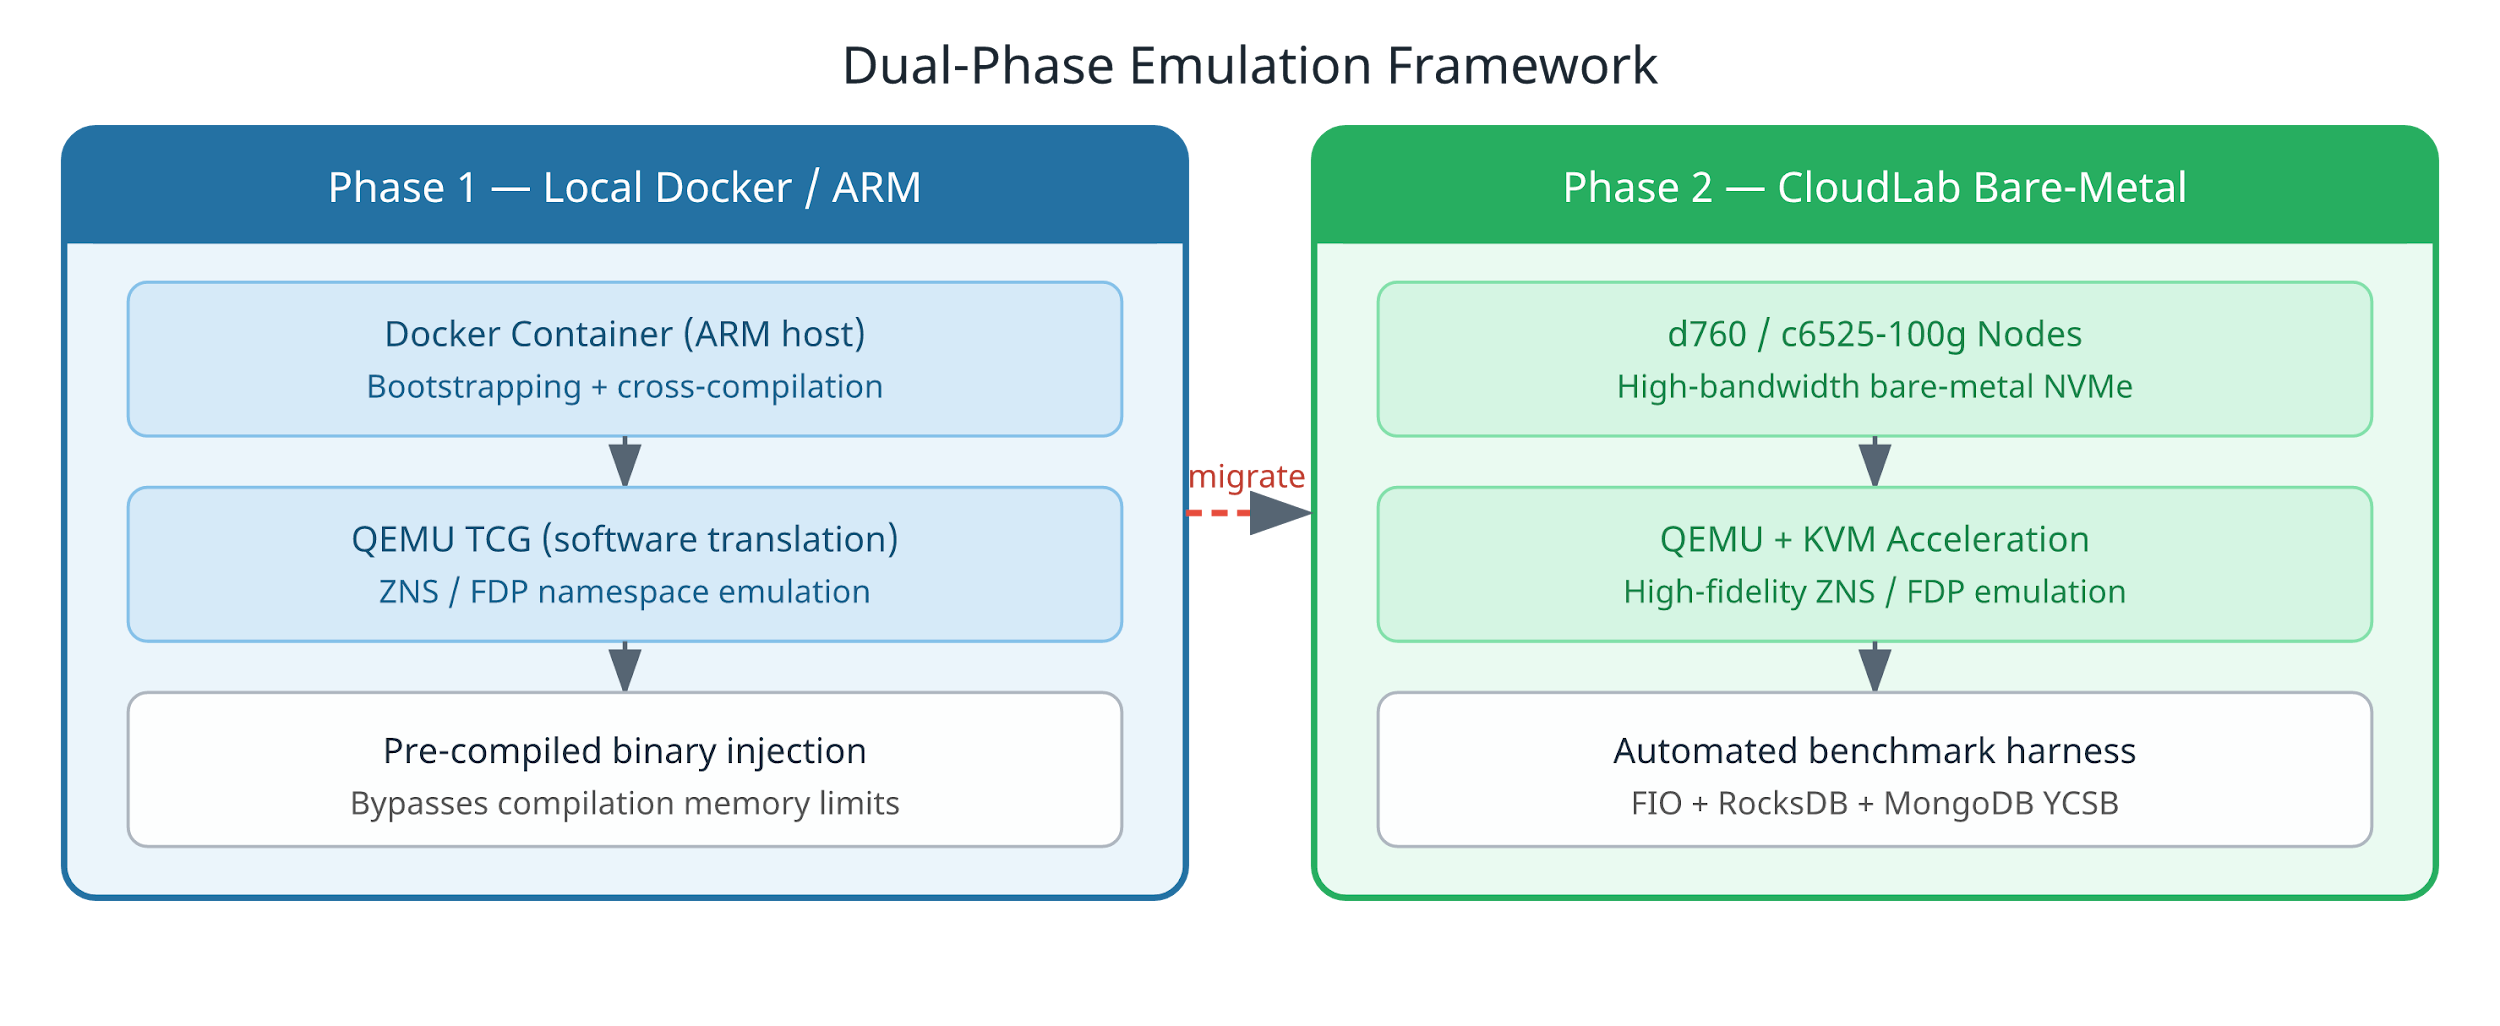 Dual-Phase Emulation Framework
Phase 1 — Local Docker / ARM
Docker Container (ARM host)
Bootstrapping + cross-compilation
QEMU TCG (software translation)
ZNS / FDP namespace emulation
Pre-compiled binary injection
Bypasses compilation memory limits
migrate
Phase 2 — CloudLab Bare-Metal
d760 / c6525-100g Nodes
High-bandwidth bare-metal NVMe
QEMU + KVM Acceleration
High-fidelity ZNS / FDP emulation
Automated benchmark harness
FIO + RocksDB + MongoDB YCSB